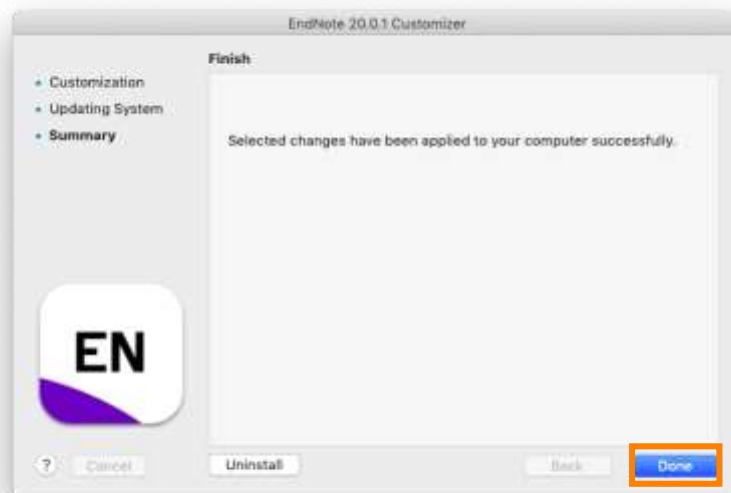 EndNote 20.0.1 Customizer
Finish
Customization
Updating System
Summary
Selected changes have been applied to your computer successfully.
EN
? Cancel Uninstall Back Done